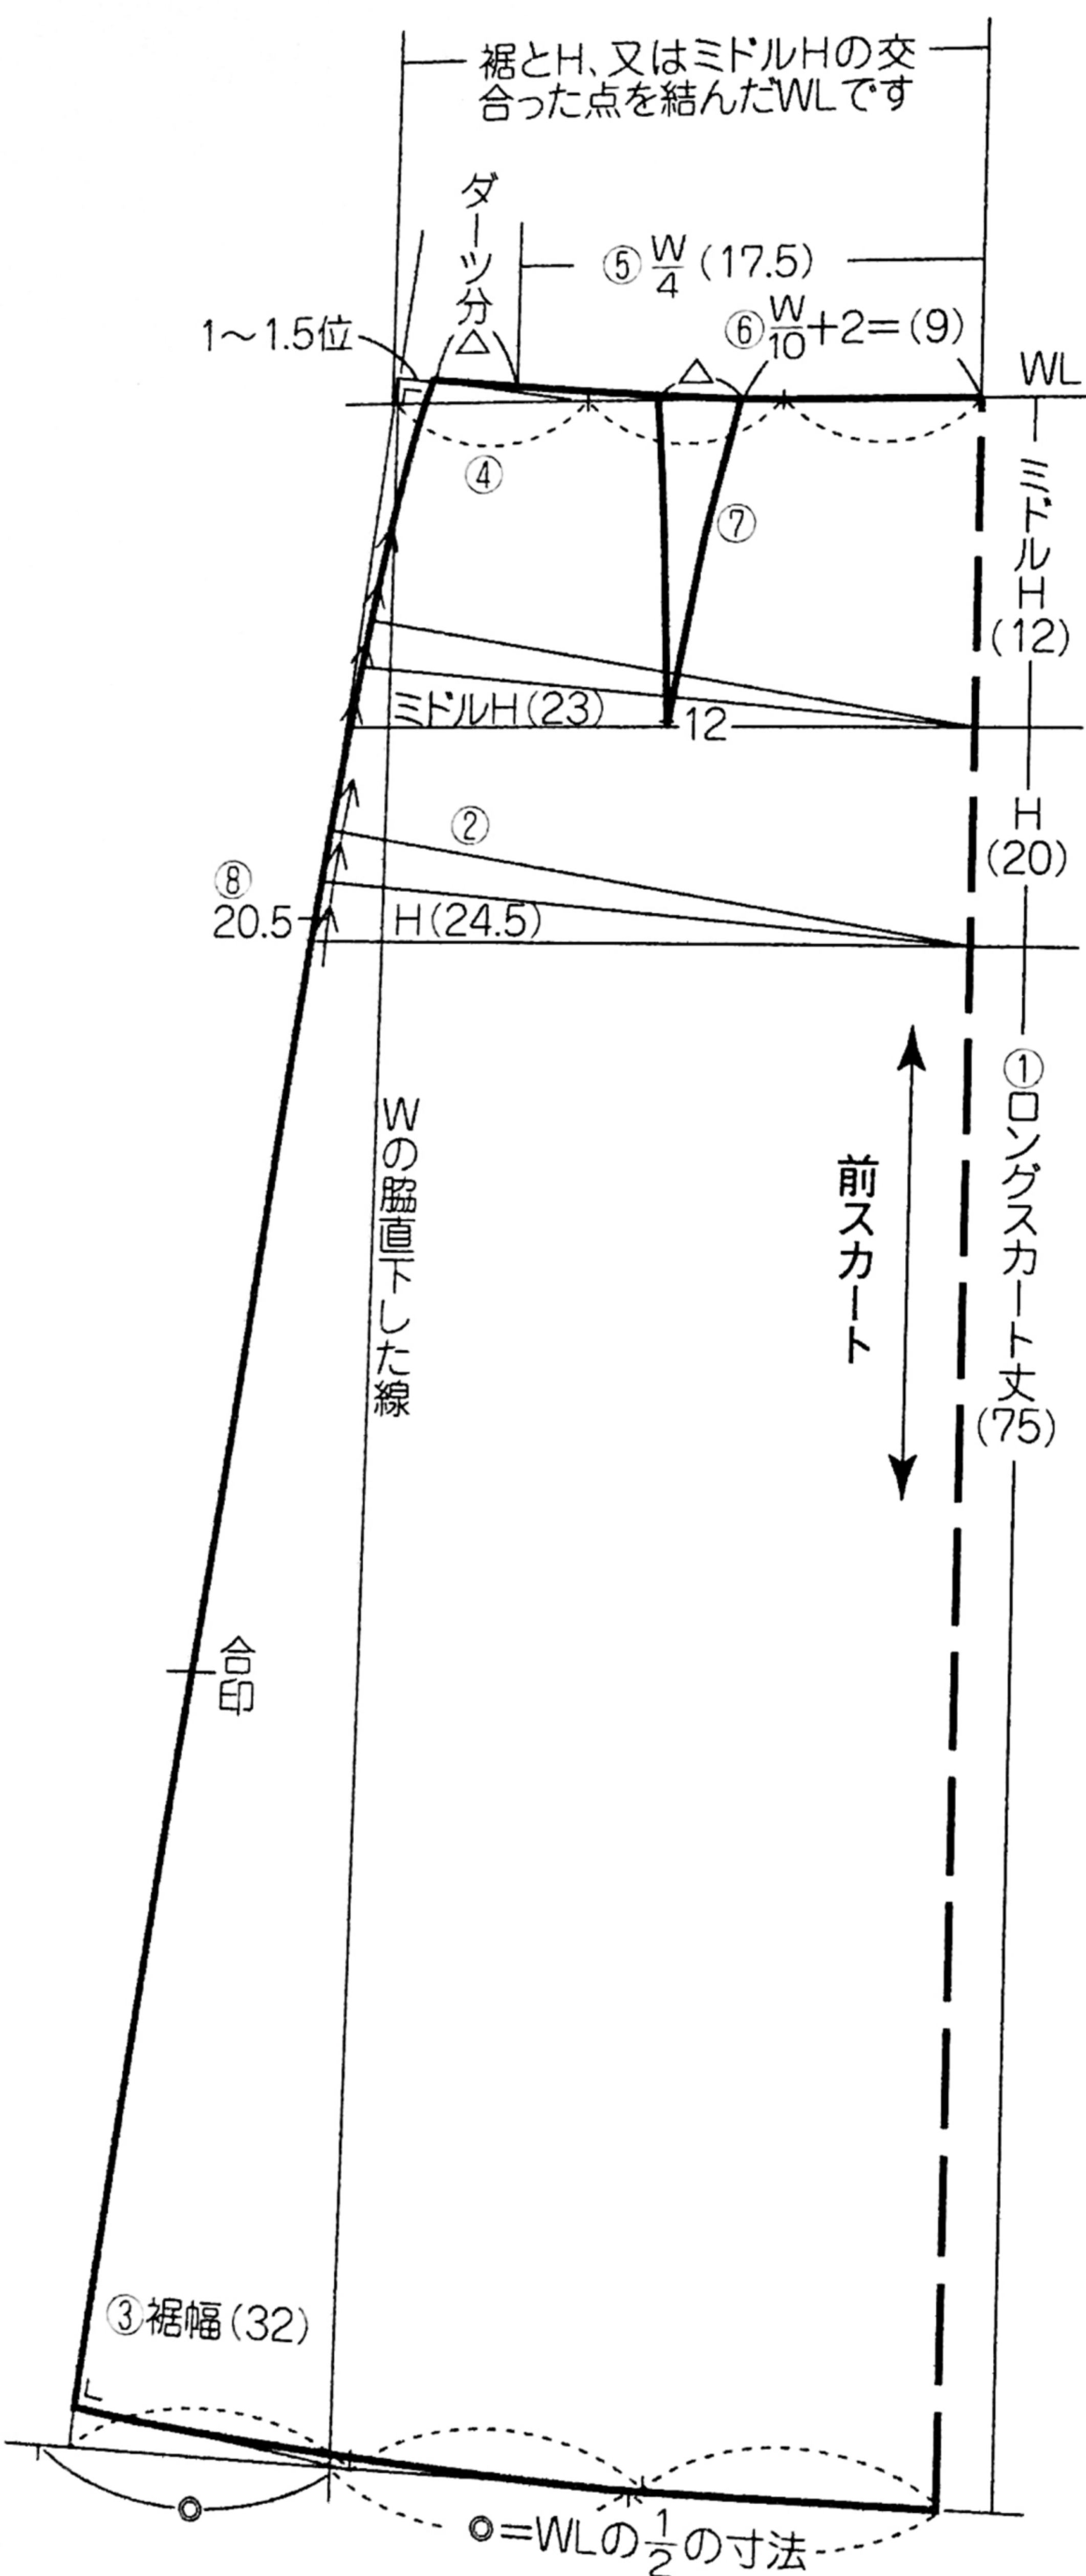 裾とH、又はミドルHの交
合った点を結んだWLです
ダーツ分
△
⑤ W/4 (17.5)
1〜1.5位
⑥ W/10+2=(9)
△
WL
④
⑦
ミドルH
(12)
ミドルH(23)
12
②
H
(20)
⑧
20.5
H(24.5)
①ロングスカート丈
(75)
Wの脇直下した線
前スカート
合印
③裾幅(32)
◎
◎=WLの1/2の寸法